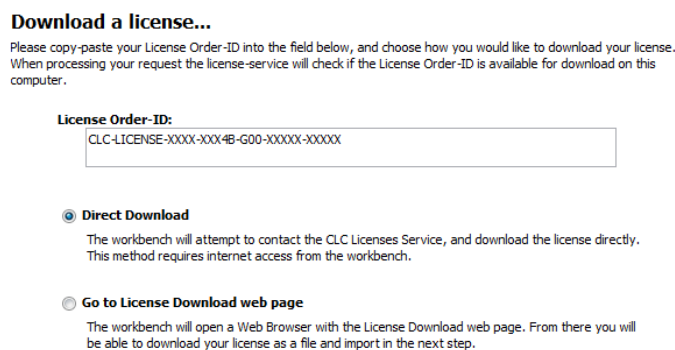 Download a license...
Please copy-paste your License Order-ID into the field below, and choose how you would like to download your license.
When processing your request the license-service will check if the License Order-ID is available for download on this
computer.
License Order-ID:
CLC-LICENSE-XXXX-XXX4B-G00-XXXXX-XXXXX
Direct Download
The workbench will attempt to contact the CLC Licenses Service, and download the license directly.
This method requires internet access from the workbench.
Go to License Download web page
The workbench will open a Web Browser with the License Download web page. From there you will
be able to download your license as a file and import in the next step.